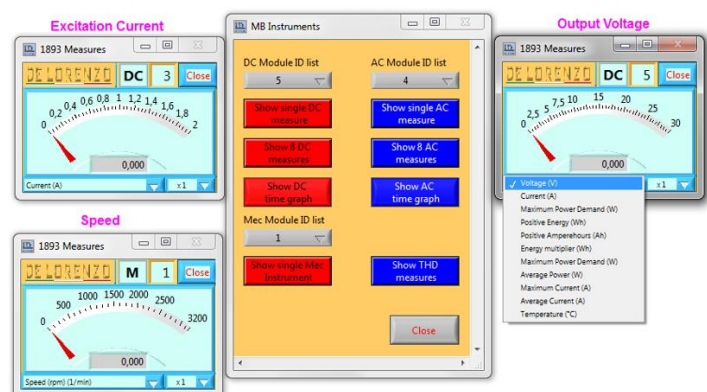 Excitation Current
1893 Measures
DE LORENZO DC 3 Close
0 0,2 0,4 0,6 0,8 1 1,2 1,4 1,6 1,8 2
0,000
Current (A) x1
Speed
1893 Measures
DE LORENZO M 1 Close
0 500 1000 1500 2000 2500 3200
0,000
Speed (rpm) (1/min) x1
MB Instruments
DC Module ID list AC Module ID list
5 4
Show single DC measure
Show single AC measure
Show 8 DC measures
Show 8 AC measures
Show DC time graph
Show AC time graph
Mec Module ID list
1
Show single Mec Instrument
Show THD measures
Close
Output Voltage
1893 Measures
DE LORENZO DC 5 Close
0 2,5 5 7,5 10 15 20 25 30
0,000
x1
✓ Voltage (V)
Current (A)
Maximum Power Demand (W)
Positive Energy (Wh)
Positive Amperehours (Ah)
Energy multiplier (Wh)
Maximum Power Demand (W)
Average Power (W)
Maximum Current (A)
Average Current (A)
Temperature (°C)